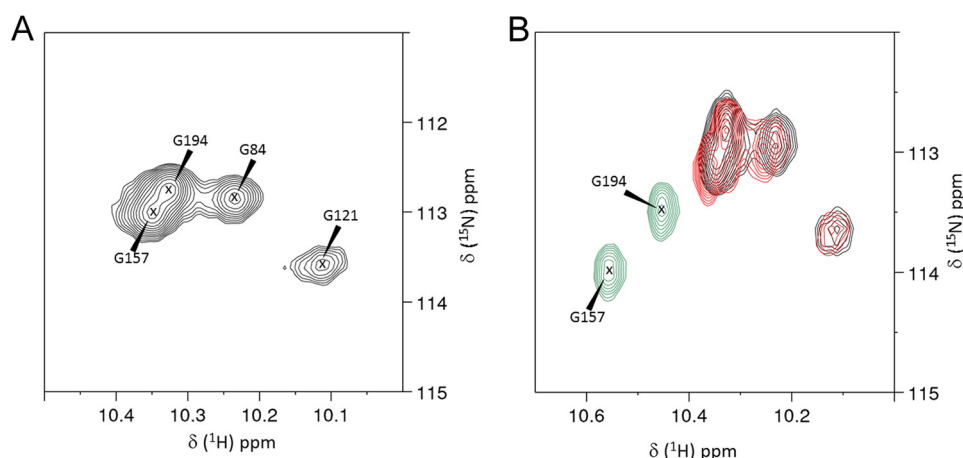 A
G194
G84
G121
G157
x
x
x
x
112
113
114
115
δ (¹⁵N) ppm
10.4
10.3
10.2
10.1
δ (¹H) ppm
B
G194
x
x
G157
113
114
115
δ (¹⁵N) ppm
10.6
10.4
10.2
δ (¹H) ppm